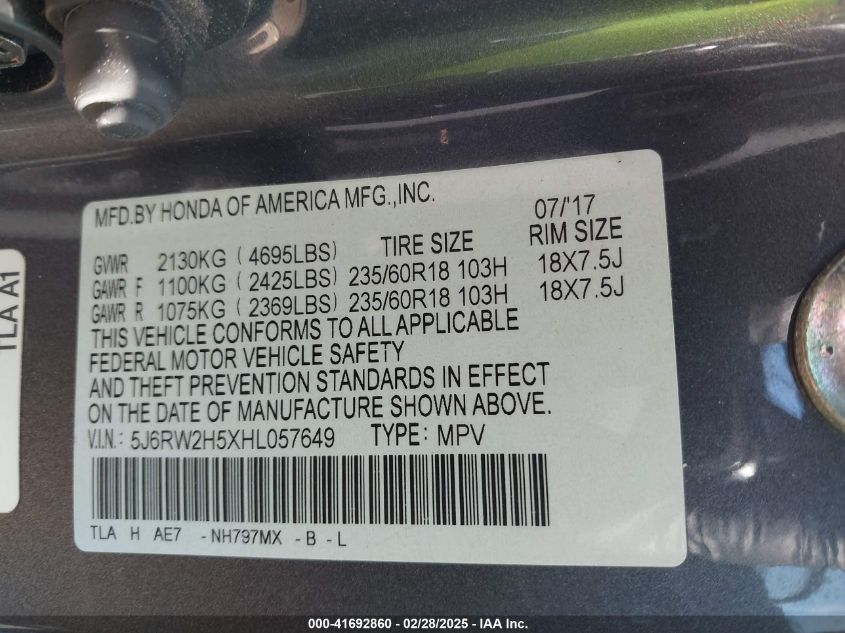 MFD.BY HONDA OF AMERICA MFG.,INC. 07/'17
TIRE SIZE RIM SIZE
GVWR 2130KG ( 4695LBS)
GAWR F 1100KG ( 2425LBS) 235/60R18 103H 18X7.5J
GAWR R 1075KG ( 2369LBS) 235/60R18 103H 18X7.5J
THIS VEHICLE CONFORMS TO ALL APPLICABLE
FEDERAL MOTOR VEHICLE SAFETY
AND THEFT PREVENTION STANDARDS IN EFFECT
ON THE DATE OF MANUFACTURE SHOWN ABOVE.
V.I.N.: 5J6RW2H5XHL057649 TYPE: MPV
TLA H AE7 -NH797MX -B -L
TLA A1
000-41692860 - 02/28/2025 - IAA Inc.